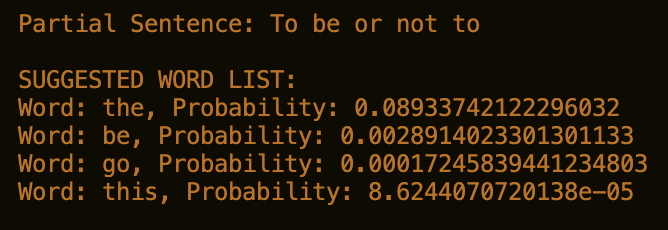 Partial Sentence: To be or not to
SUGGESTED WORD LIST:
Word: the, Probability: 0.08933742122296032
Word: be, Probability: 0.0028914023301301133
Word: go, Probability: 0.00017245839441234803
Word: this, Probability: 8.6244070720138e-05